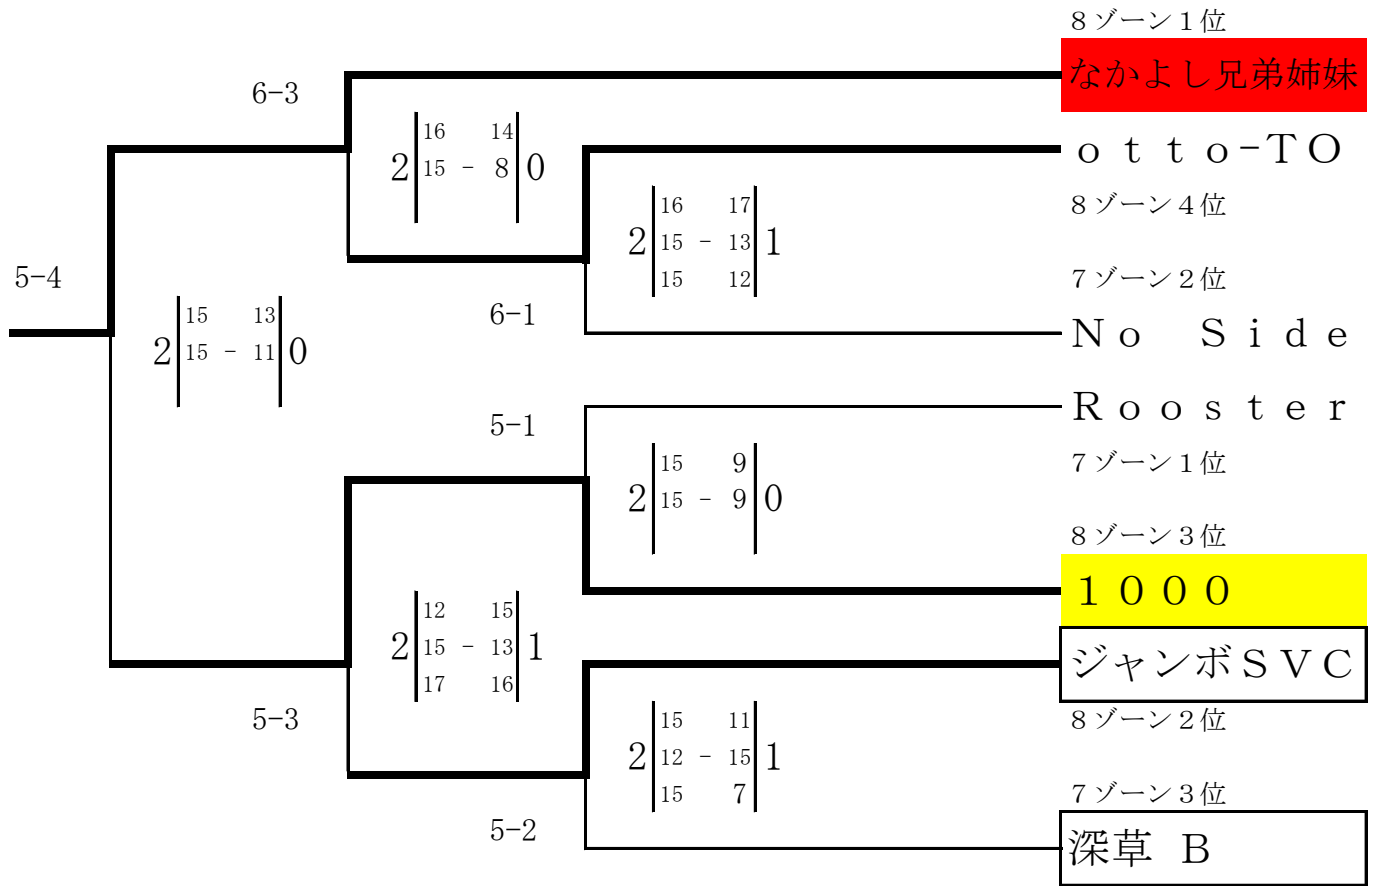 ８ゾーン１位
なかよし兄弟姉妹
6-3
16 14
2 15 - 8 0
ｏｔｔｏ-ＴＯ
８ゾーン４位
16 17
2 15 - 13 1
15 12
5-4
７ゾーン２位
6-1
15 13
2 15 - 11 0
Ｎｏ　Ｓｉｄｅ
Ｒｏｏｓｔｅｒ
5-1
７ゾーン１位
15 9
2 15 - 9 0
８ゾーン３位
１０００
12 15
2 15 - 13 1
17 16
ジャンボＳＶＣ
5-3
８ゾーン２位
15 11
2 12 - 15 1
15 7
７ゾーン３位
5-2
深草 Ｂ